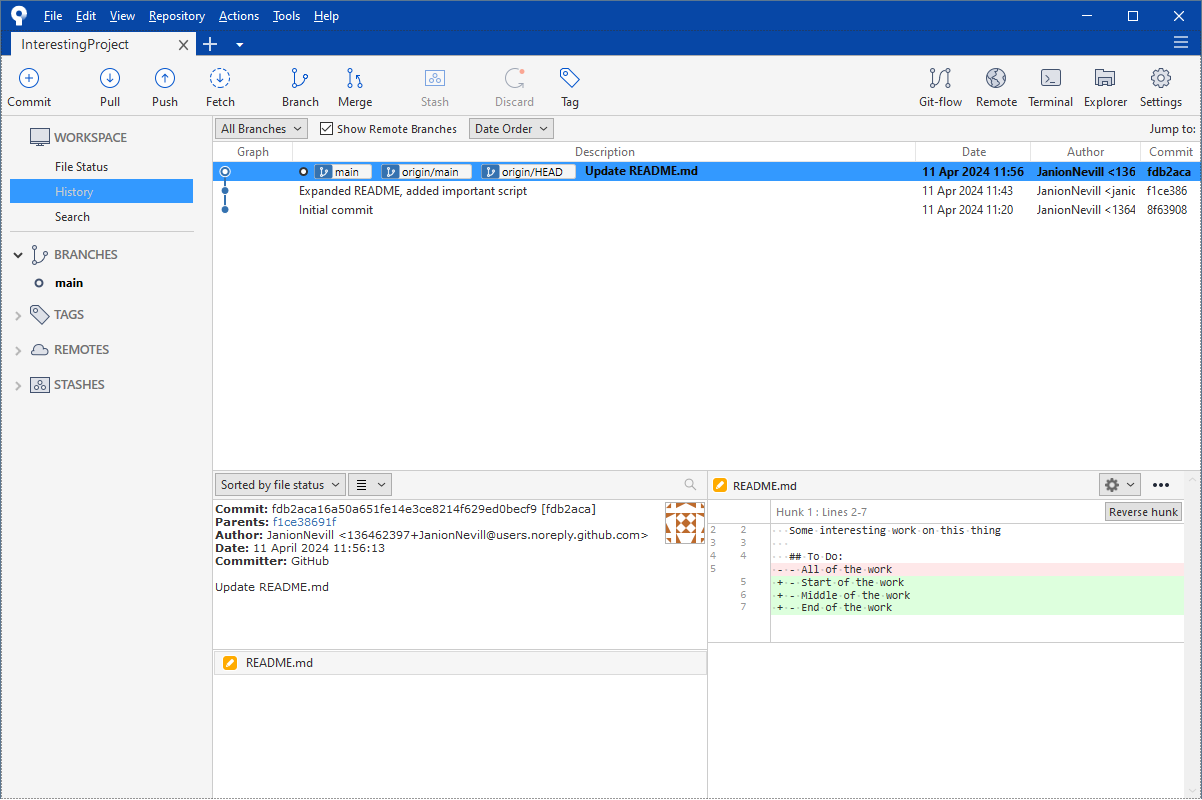 File Edit View Repository Actions Tools Help
InterestingProject
Commit Pull Push Fetch Branch Merge Stash Discard Tag Git-flow Remote Terminal Explorer Settings
WORKSPACE
File Status
History
Search
BRANCHES
main
TAGS
REMOTES
STASHES
All Branches Show Remote Branches Date Order Jump to:
Graph Description Date Author Commit
main origin/main origin/HEAD Update README.md 11 Apr 2024 11:56 JanionNevill <136 fdb2aca
Expanded README, added important script 11 Apr 2024 11:43 JanionNevill <janic f1ce386
Initial commit 11 Apr 2024 11:20 JanionNevill <1364 8f63908
Sorted by file status
Commit: fdb2aca16a50a651fe14e3ce8214f629ed0becf9 [fdb2aca]
Parents: f1ce38691f
Author: JanionNevill <136462397+JanionNevill@users.noreply.github.com>
Date: 11 April 2024 11:56:13
Committer: GitHub
Update README.md
README.md
README.md
Hunk 1 : Lines 2-7 Reverse hunk
2 2 Some interesting work on this thing
3 3
4 4 ## To Do:
5 - - All of the work
5 + - Start of the work
6 + - Middle of the work
7 + - End of the work